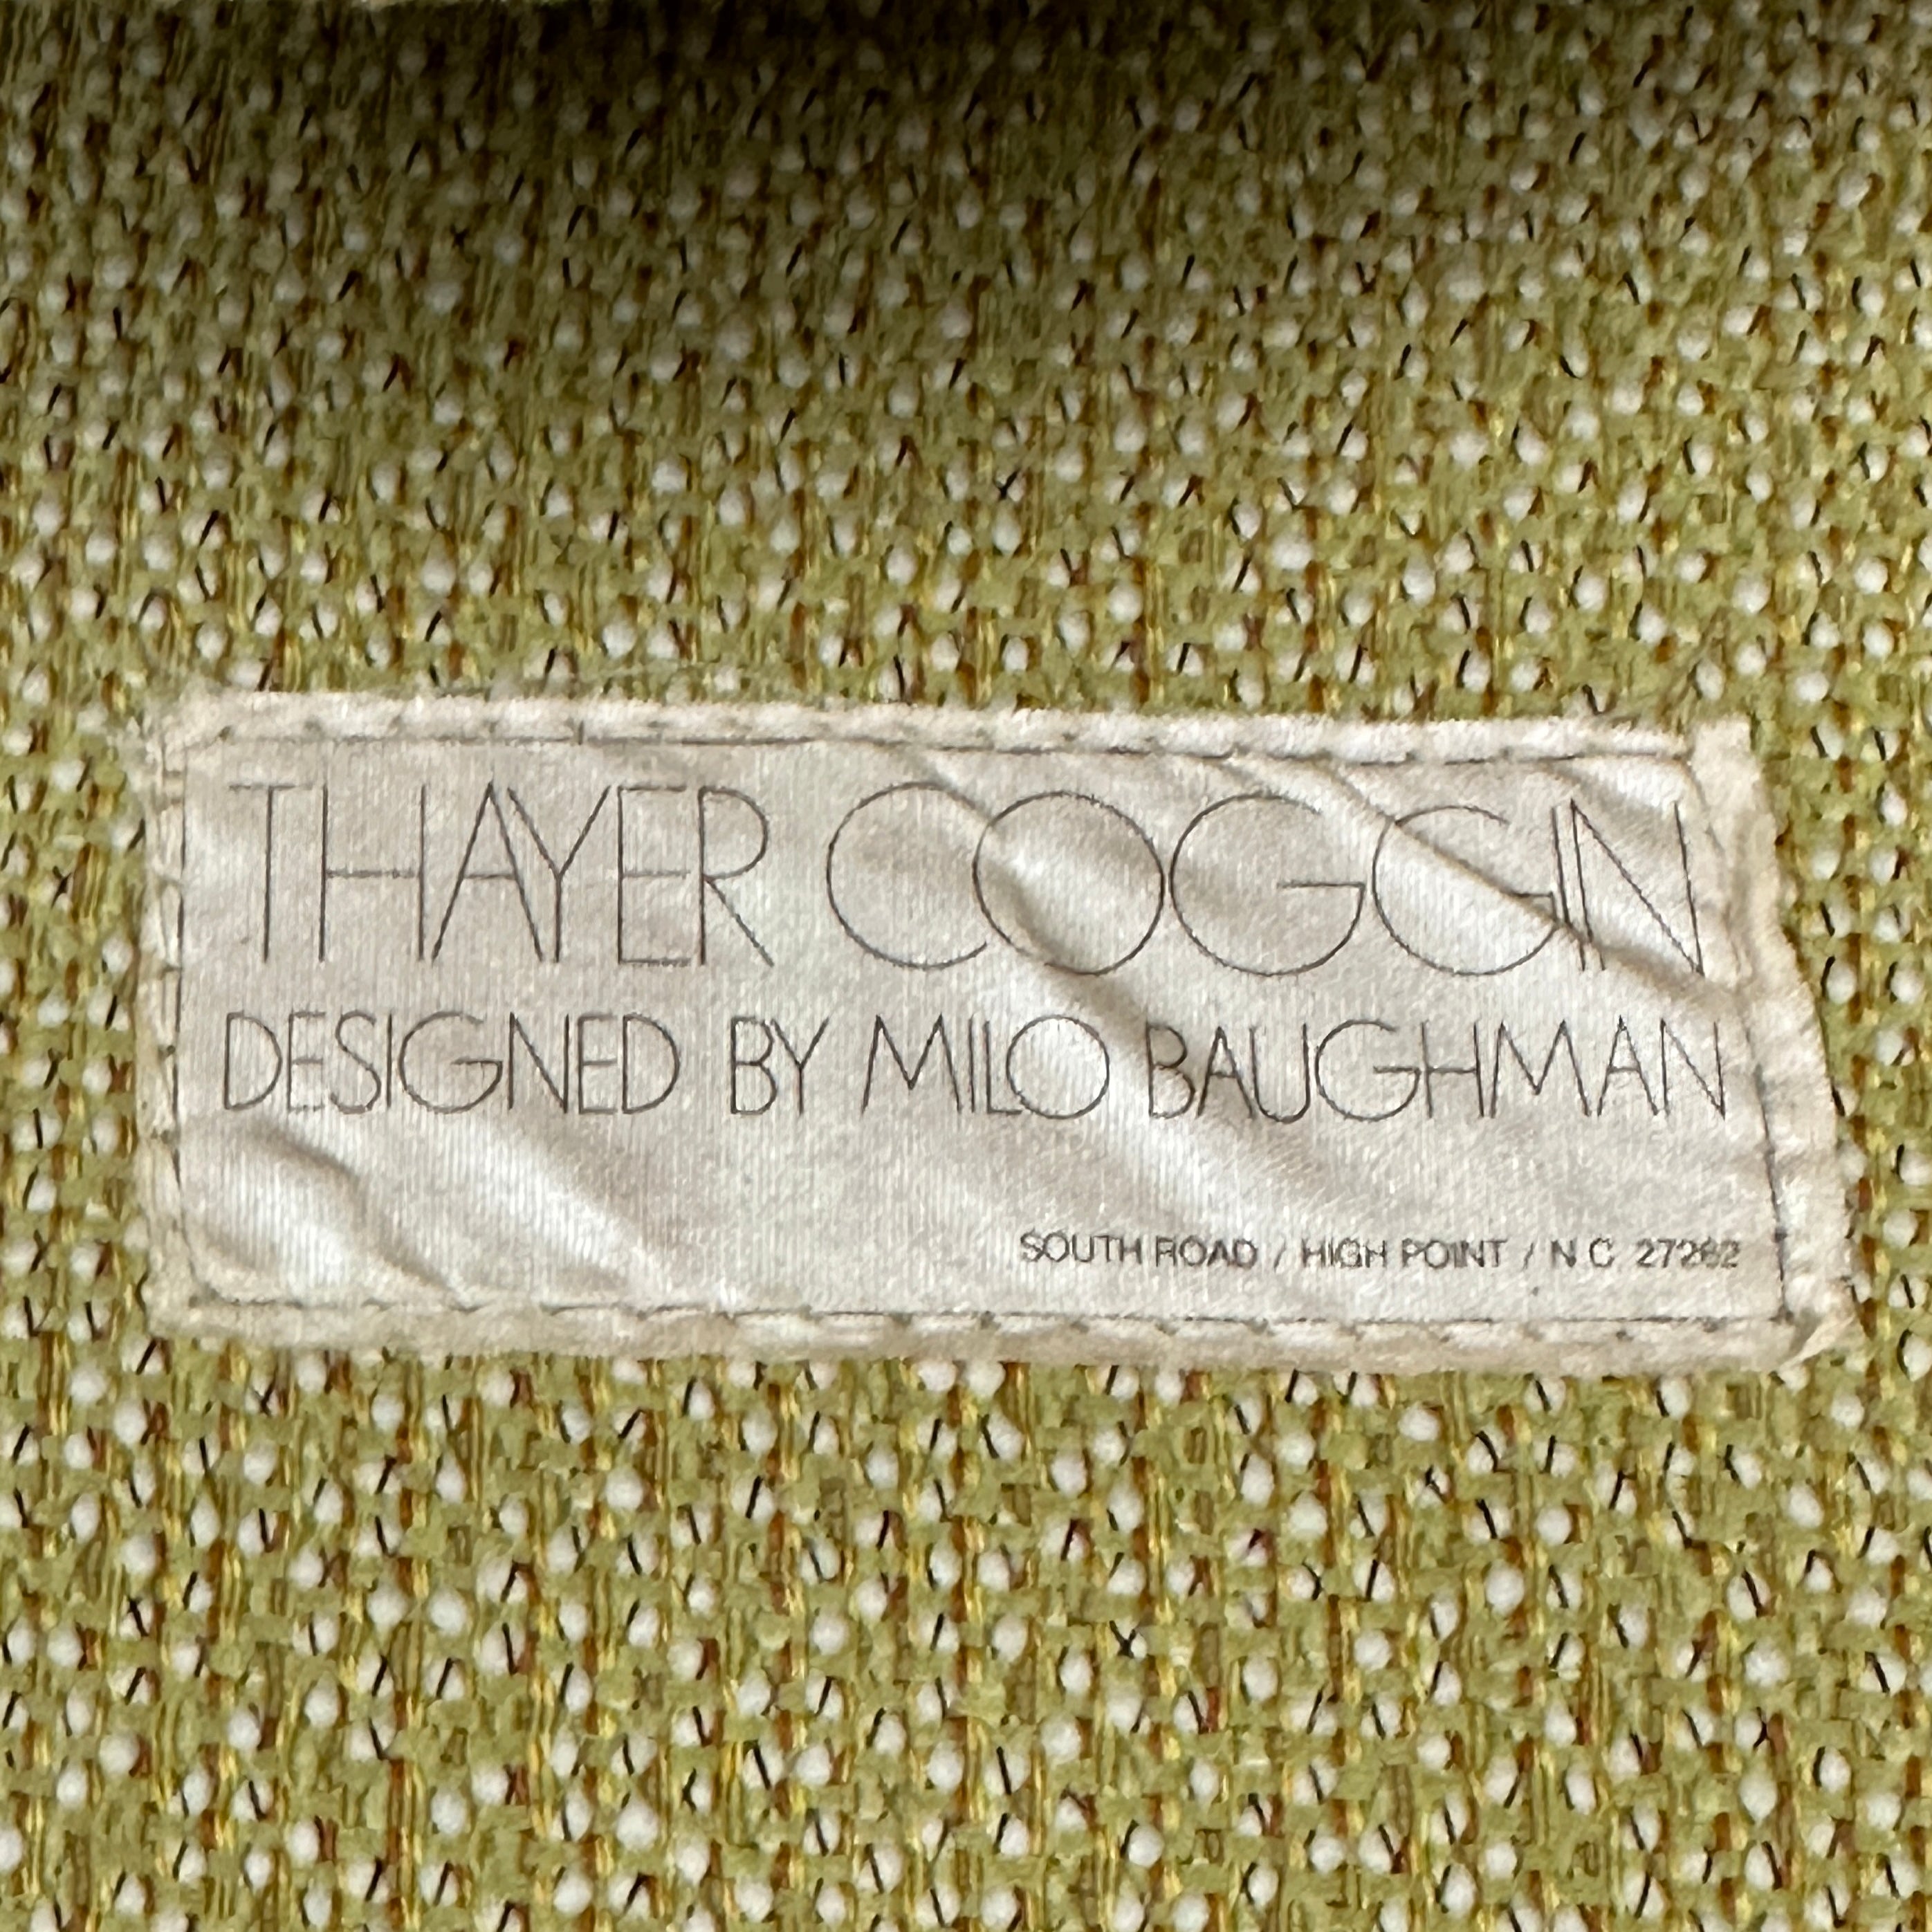 THAYER COGGIN
DESIGNED BY MILO BAUGHMAN
SOUTH ROAD / HIGH POINT / N C 27262